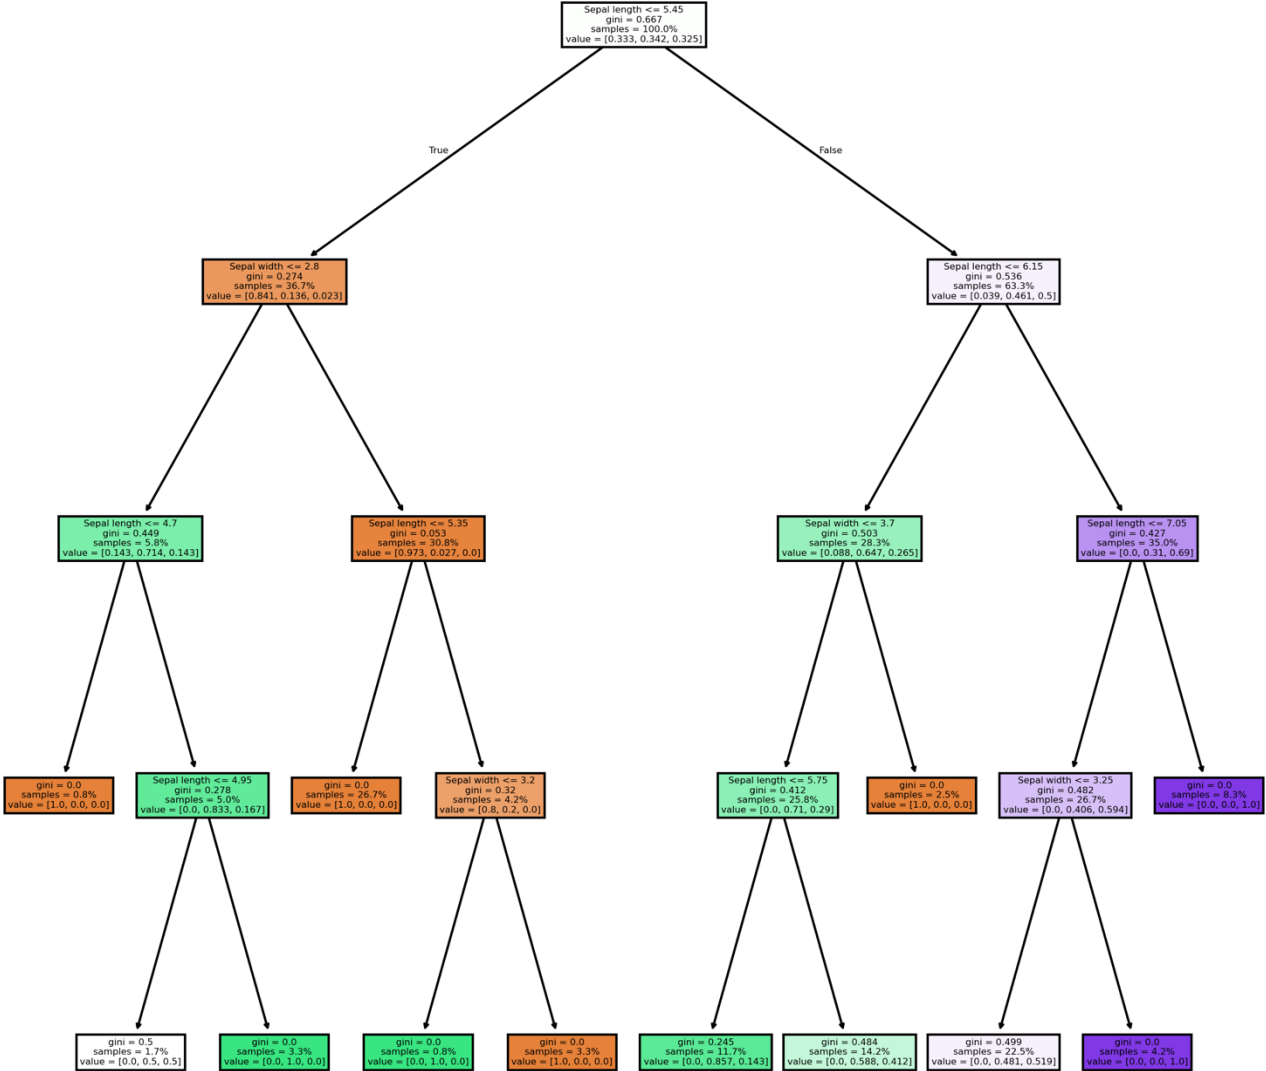 Sepal length <= 5.45
gini = 0.667
samples = 100.0%
value = [0.333, 0.342, 0.325]
True
False
Sepal width <= 2.8
gini = 0.274
samples = 36.7%
value = [0.841, 0.136, 0.023]
Sepal length <= 6.15
gini = 0.536
samples = 63.3%
value = [0.039, 0.461, 0.5]
Sepal length <= 4.7
gini = 0.449
samples = 5.8%
value = [0.143, 0.714, 0.143]
Sepal length <= 5.35
gini = 0.053
samples = 30.8%
value = [0.973, 0.027, 0.0]
Sepal width <= 3.7
gini = 0.503
samples = 28.3%
value = [0.088, 0.647, 0.265]
Sepal length <= 7.05
gini = 0.427
samples = 35.0%
value = [0.0, 0.31, 0.69]
gini = 0.0
samples = 0.8%
value = [1.0, 0.0, 0.0]
Sepal length <= 4.95
gini = 0.278
samples = 5.0%
value = [0.0, 0.833, 0.167]
gini = 0.0
samples = 26.7%
value = [1.0, 0.0, 0.0]
Sepal width <= 3.2
gini = 0.32
samples = 4.2%
value = [0.8, 0.2, 0.0]
Sepal length <= 5.75
gini = 0.412
samples = 25.8%
value = [0.0, 0.71, 0.29]
gini = 0.0
samples = 2.5%
value = [1.0, 0.0, 0.0]
Sepal width <= 3.25
gini = 0.482
samples = 26.7%
value = [0.0, 0.406, 0.594]
gini = 0.0
samples = 8.3%
value = [0.0, 0.0, 1.0]
gini = 0.5
samples = 1.7%
value = [0.0, 0.5, 0.5]
gini = 0.0
samples = 3.3%
value = [0.0, 1.0, 0.0]
gini = 0.0
samples = 0.8%
value = [0.0, 1.0, 0.0]
gini = 0.0
samples = 3.3%
value = [1.0, 0.0, 0.0]
gini = 0.245
samples = 11.7%
value = [0.0, 0.857, 0.143]
gini = 0.484
samples = 14.2%
value = [0.0, 0.588, 0.412]
gini = 0.499
samples = 22.5%
value = [0.0, 0.481, 0.519]
gini = 0.0
samples = 4.2%
value = [0.0, 0.0, 1.0]